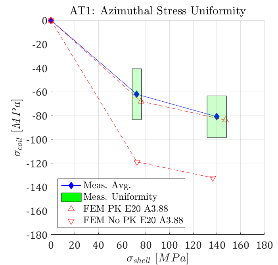 AT1: Azimuthal Stress Uniformity
0
-20
-40
-60
-80
-100
-120
-140
-160
-180
σ_coil [MPa]
Meas. Avg.
Meas. Uniformity
FEM PK E20 A3.88
FEM No PK E20 A3.88
0 20 40 60 80 100 120 140 160 180
σ_shell [MPa]